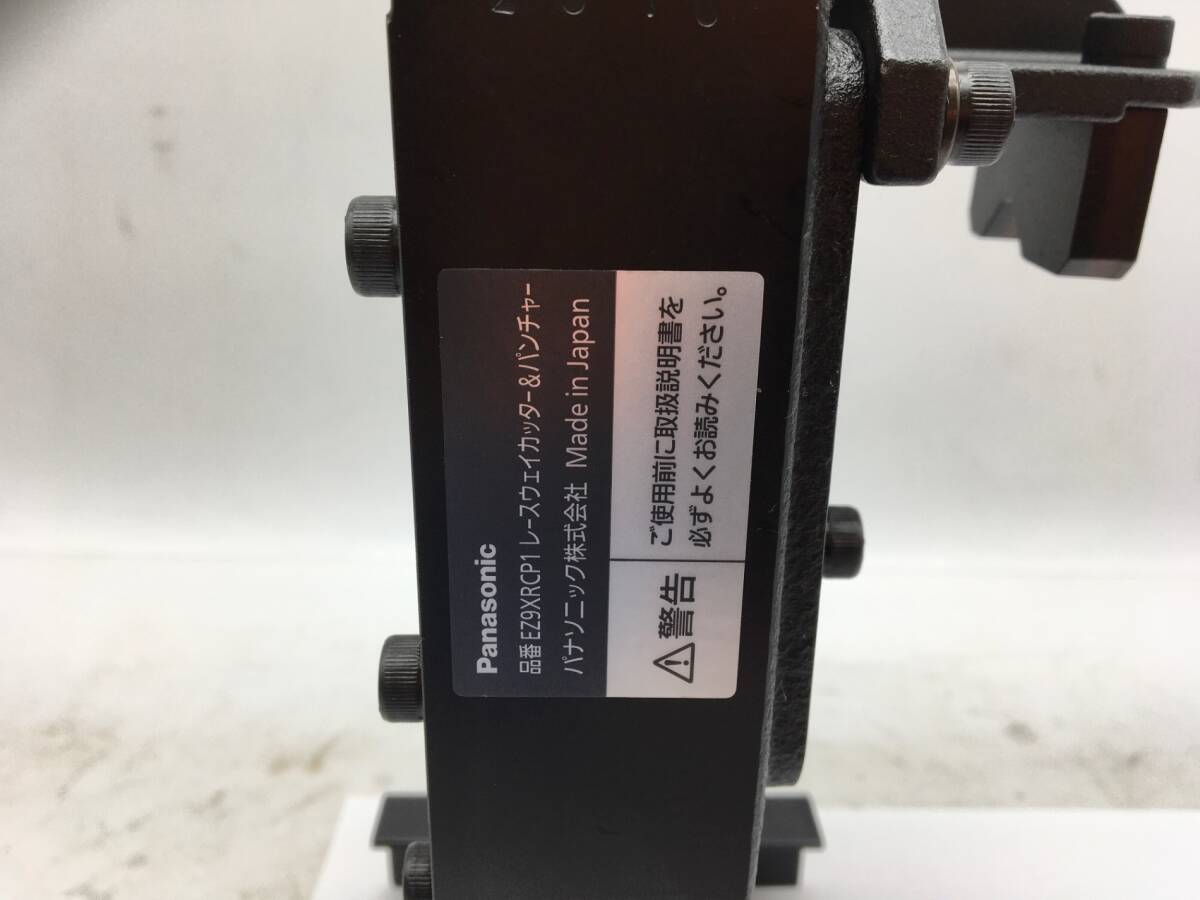 Panasonic
品番 EZ9XRCP1 レースウェイカッター&パンチャー
パナソニック株式会社 Made in Japan
警告
ご使用前に取扱説明書を
必ずよくお読みください。